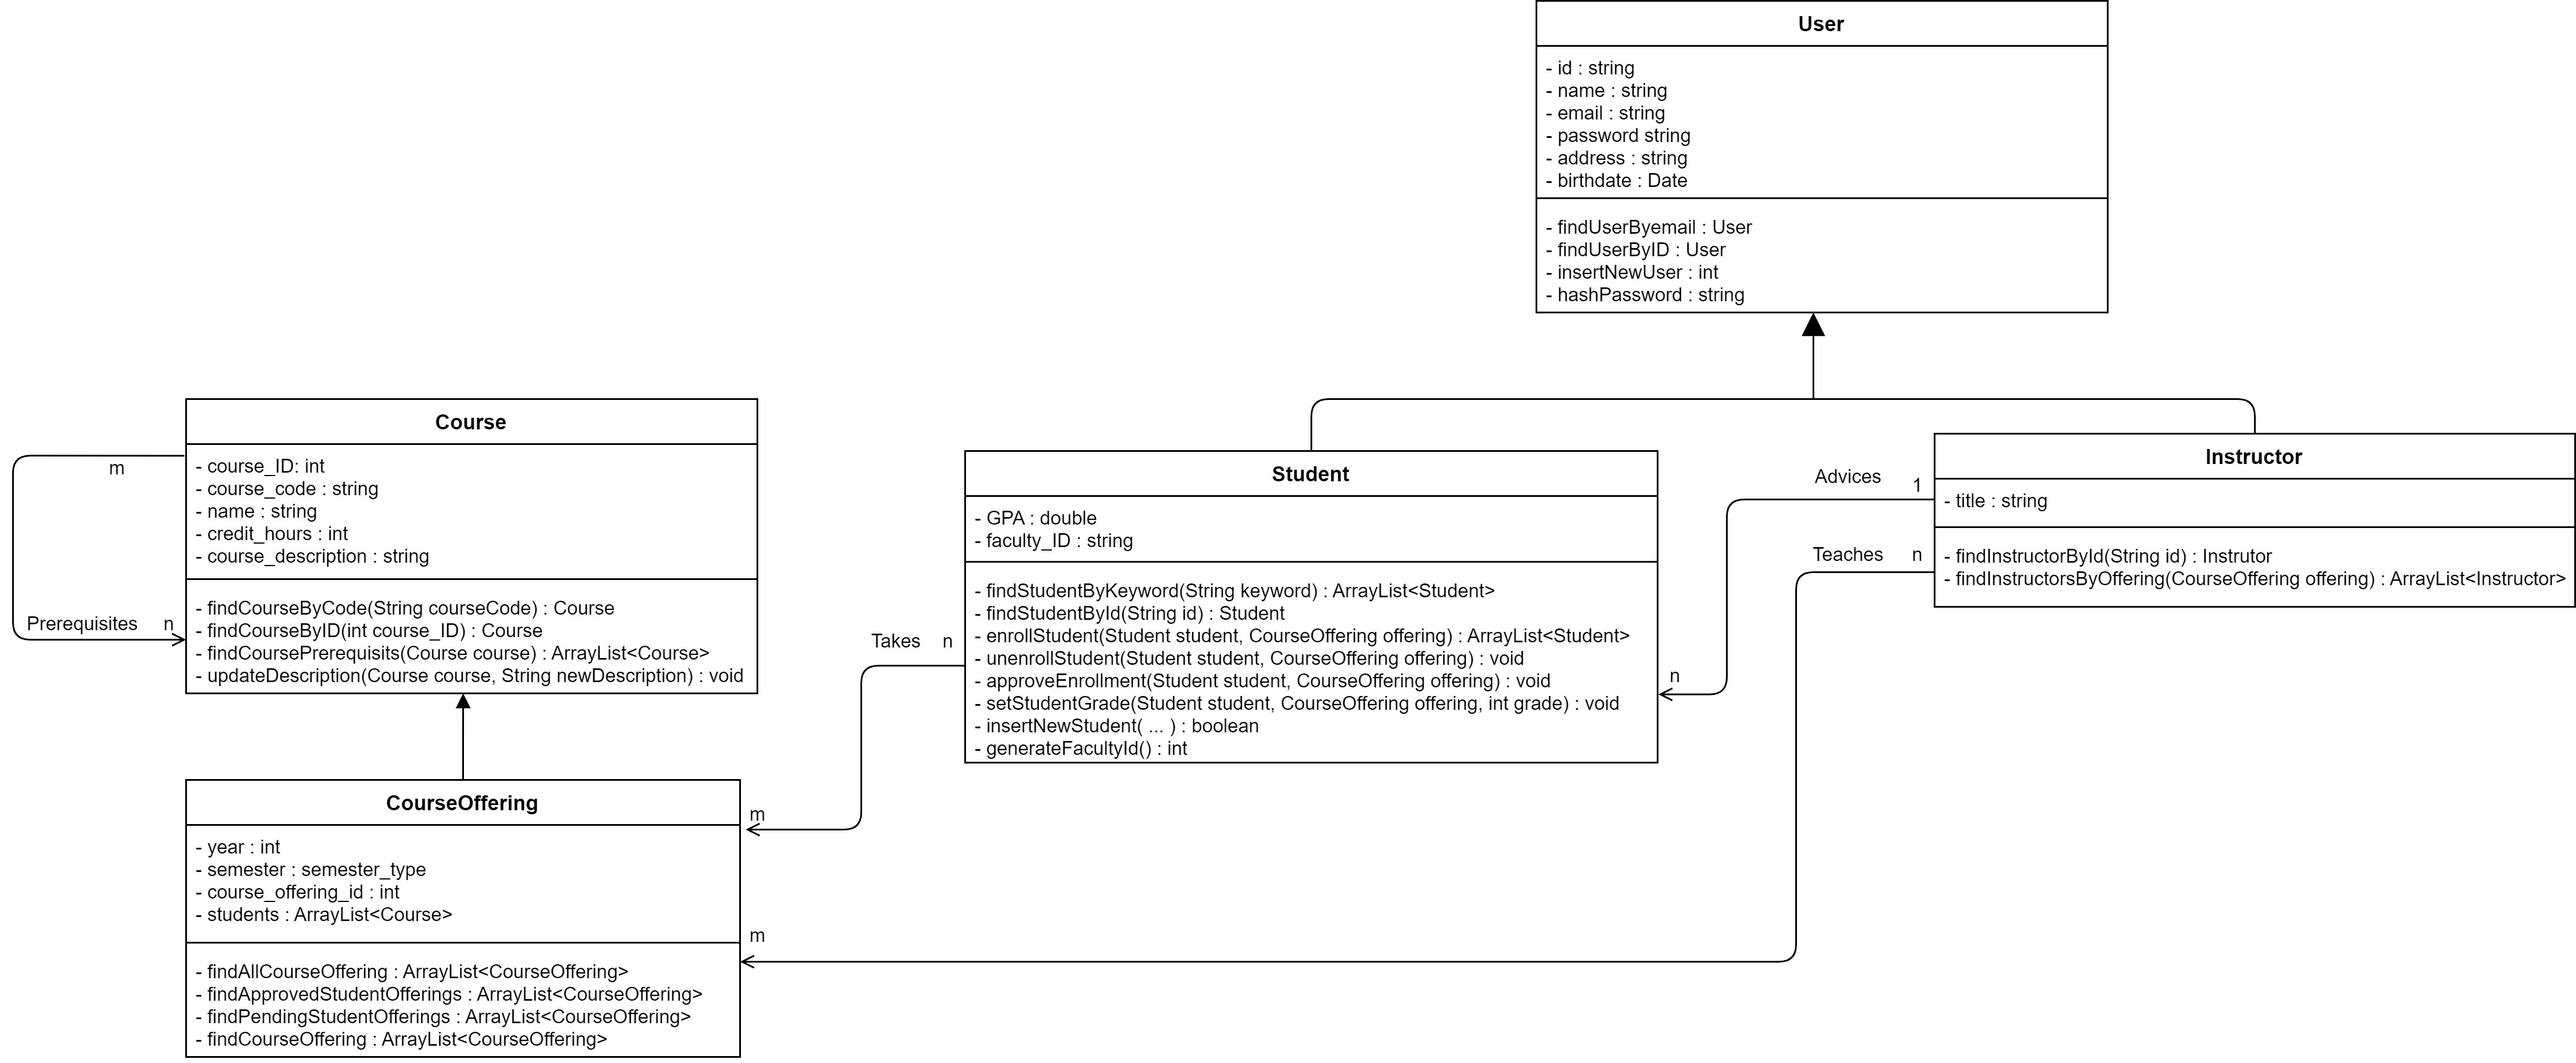 User
- id : string
- name : string
- email : string
- password string
- address : string
- birthdate : Date
- findUserByemail : User
- findUserByID : User
- insertNewUser : int
- hashPassword : string
Course
- course_ID: int
- course_code : string
- name : string
- credit_hours : int
- course_description : string
- findCourseByCode(String courseCode) : Course
- findCourseByID(int course_ID) : Course
- findCoursePrerequisits(Course course) : ArrayList<Course>
- updateDescription(Course course, String newDescription) : void
m
Prerequisites n
Student
- GPA : double
- faculty_ID : string
- findStudentByKeyword(String keyword) : ArrayList<Student>
- findStudentById(String id) : Student
- enrollStudent(Student student, CourseOffering offering) : ArrayList<Student>
- unenrollStudent(Student student, CourseOffering offering) : void
- approveEnrollment(Student student, CourseOffering offering) : void
- setStudentGrade(Student student, CourseOffering offering, int grade) : void
- insertNewStudent( ... ) : boolean
- generateFacultyId() : int
Instructor
- title : string
- findInstructorById(String id) : Instrutor
- findInstructorsByOffering(CourseOffering offering) : ArrayList<Instructor>
Advices 1
n
Teaches n
m
Takes n
m
CourseOffering
- year : int
- semester : semester_type
- course_offering_id : int
- students : ArrayList<Course>
- findAllCourseOffering : ArrayList<CourseOffering>
- findApprovedStudentOfferings : ArrayList<CourseOffering>
- findPendingStudentOfferings : ArrayList<CourseOffering>
- findCourseOffering : ArrayList<CourseOffering>